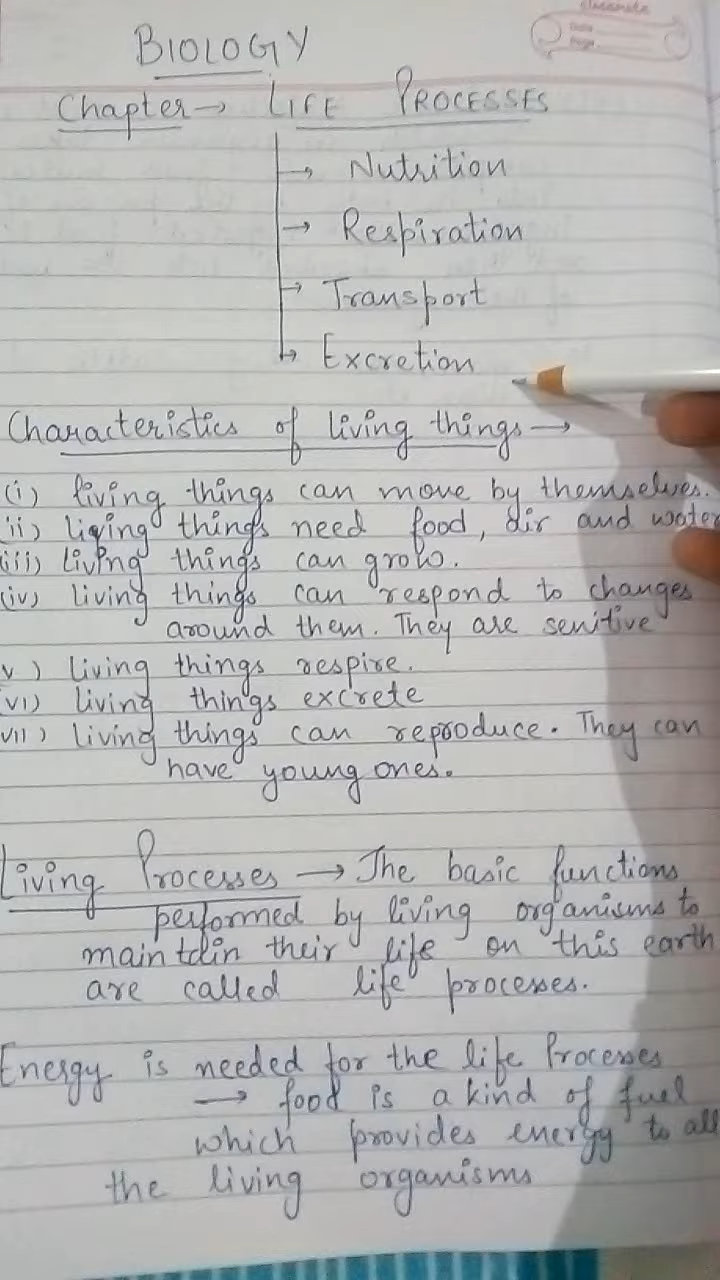 classmate
Date
Page
BIOLOGY
Chapter → LIFE PROCESSES
→ Nutrition
→ Respiration
→ Transport
→ Excretion
Characteristics of living things →
(i) living things can move by themselves.
ii) living things need food, air and water
iii) living things can grow.
(iv) living things can respond to changes
around them. They are senitive
v) living things respire.
vi) living things excrete
vii) living things can reproduce. They can
have young ones.
Living Processes → The basic functions
performed by living organisms to
maintain their life on this earth
are called life processes.
Energy is needed for the life Processes
→ food is a kind of fuel
which provides energy to all
the living organisms